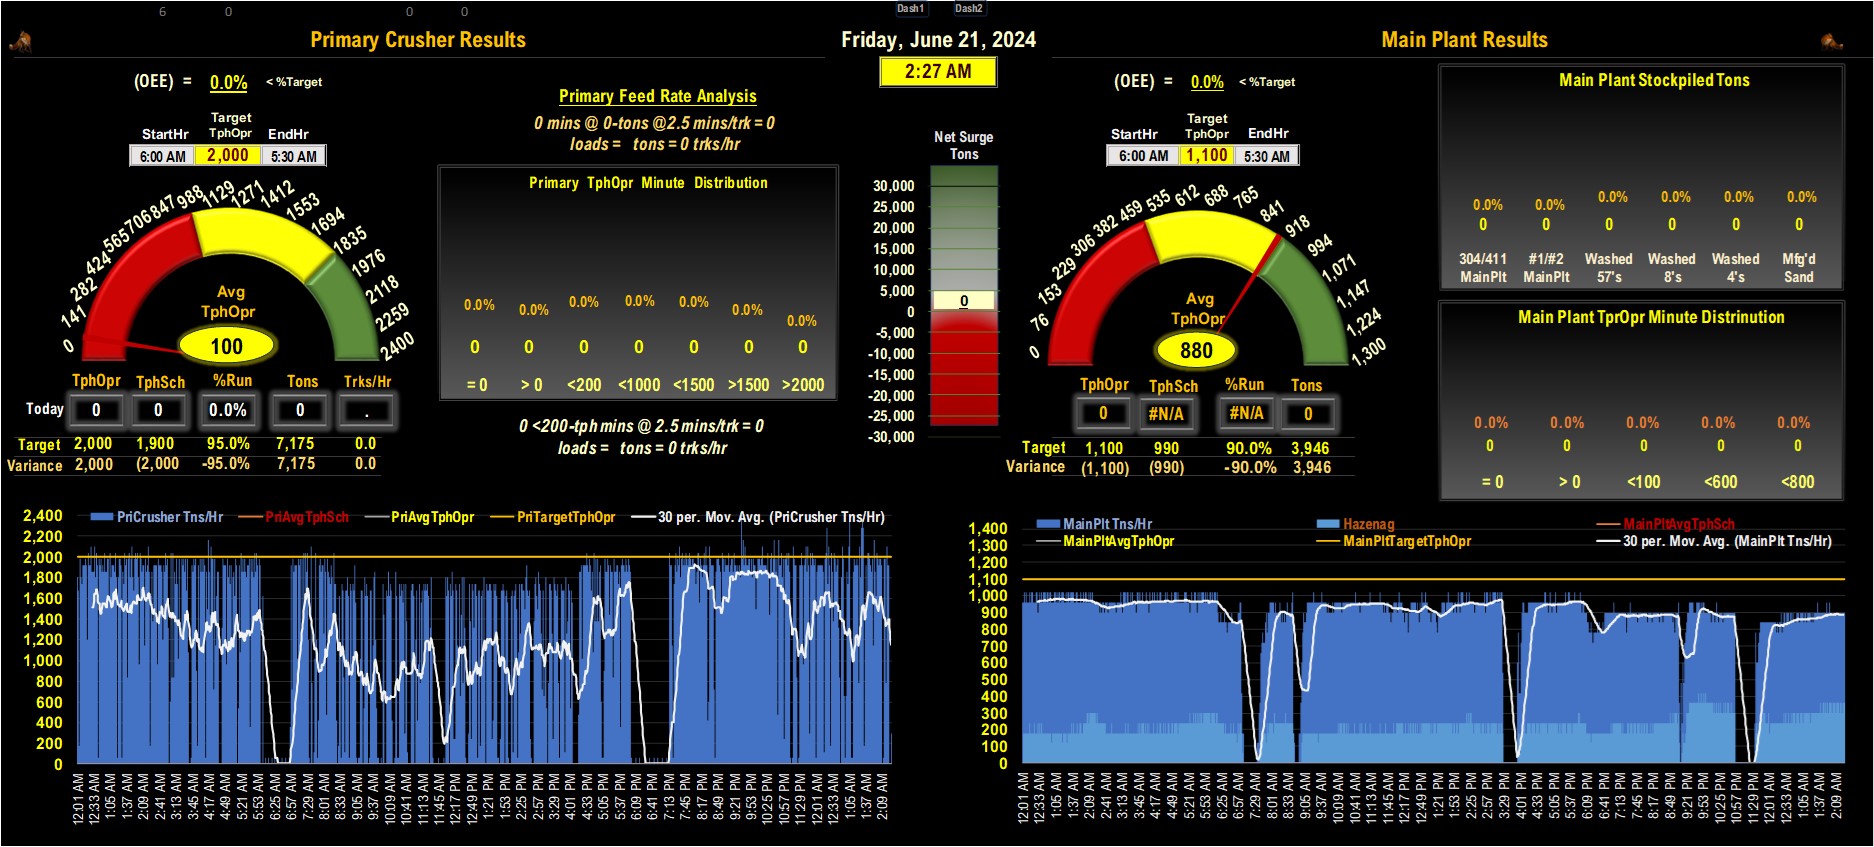 6 0 0 0 Dash1 Dash2
Primary Crusher Results
Friday, June 21, 2024
2:27 AM
Main Plant Results
(OEE) = 0.0% < %Target
Target
StartHr TphOpr EndHr
6:00 AM 2,000 5:30 AM
0 141 282 424 565 706 847 988 1129 1271 1412 1553 1694 1835 1976 2118 2259 2400
Avg
TphOpr
100
TphOpr TphSch %Run Tons Trks/Hr
Today 0 0 0.0% 0 .
Target 2,000 1,900 95.0% 7,175 0.0
Variance 2,000 (2,000 -95.0% 7,175 0.0
Primary Feed Rate Analysis
0 mins @ 0-tons @2.5 mins/trk = 0
loads = tons = 0 trks/hr
Primary TphOpr Minute Distribution
0.0% 0.0% 0.0% 0.0% 0.0% 0.0% 0.0%
0 0 0 0 0 0 0
= 0 > 0 <200 <1000 <1500 >1500 >2000
0 <200-tph mins @ 2.5 mins/trk = 0
loads = tons = 0 trks/hr
Net Surge
Tons
30,000
25,000
20,000
15,000
10,000
5,000
0
0
-5,000
-10,000
-15,000
-20,000
-25,000
-30,000
(OEE) = 0.0% < %Target
Target
StartHr TphOpr EndHr
6:00 AM 1,100 5:30 AM
0 76 153 229 306 382 459 535 612 688 765 841 918 994 1,071 1,147 1,224 1,300
Avg
TphOpr
880
TphOpr TphSch %Run Tons
0 #N/A #N/A 0
Target 1,100 990 90.0% 3,946
Variance (1,100) (990) -90.0% 3,946
Main Plant Stockpiled Tons
0.0% 0.0% 0.0% 0.0% 0.0% 0.0%
0 0 0 0 0 0
304/411 #1/#2 Washed Washed Washed Mfg'd
MainPlt MainPlt 57's 8's 4's Sand
Main Plant TprOpr Minute Distrinution
0.0% 0.0% 0.0% 0.0% 0.0%
0 0 0 0 0
= 0 > 0 <100 <600 <800
PriCrusher Tns/Hr PriAvgTphSch PriAvgTphOpr PriTargetTphOpr 30 per. Mov. Avg. (PriCrusher Tns/Hr)
2,400
2,200
2,000
1,800
1,600
1,400
1,200
1,000
800
600
400
200
0
12:01 AM 12:33 AM 1:05 AM 1:37 AM 2:09 AM 2:41 AM 3:13 AM 3:45 AM 4:17 AM 4:49 AM 5:21 AM 5:53 AM 6:25 AM 6:57 AM 7:29 AM 8:01 AM 8:33 AM 9:05 AM 9:37 AM 10:09 AM 10:41 AM 11:13 AM 11:45 AM 12:17 PM 12:49 PM 1:21 PM 1:53 PM 2:25 PM 2:57 PM 3:29 PM 4:01 PM 4:33 PM 5:05 PM 5:37 PM 6:09 PM 6:41 PM 7:13 PM 7:45 PM 8:17 PM 8:49 PM 9:21 PM 9:53 PM 10:25 PM 10:57 PM 11:29 PM 12:01 AM 12:33 AM 1:05 AM 1:37 AM 2:09 AM
MainPlt Tns/Hr Hazenag MainPltAvgTphSch
MainPltAvgTphOpr MainPltTargetTphOpr 30 per. Mov. Avg. (MainPlt Tns/Hr)
1,400
1,300
1,200
1,100
1,000
900
800
700
600
500
400
300
200
100
0
12:01 AM 12:33 AM 1:05 AM 1:37 AM 2:09 AM 2:41 AM 3:13 AM 3:45 AM 4:17 AM 4:49 AM 5:21 AM 5:53 AM 6:25 AM 6:57 AM 7:29 AM 8:01 AM 8:33 AM 9:05 AM 9:37 AM 10:09 AM 10:41 AM 11:13 AM 11:45 AM 12:17 PM 12:49 PM 1:21 PM 1:53 PM 2:25 PM 2:57 PM 3:29 PM 4:01 PM 4:33 PM 5:05 PM 5:37 PM 6:09 PM 6:41 PM 7:13 PM 7:45 PM 8:17 PM 8:49 PM 9:21 PM 9:53 PM 10:25 PM 10:57 PM 11:29 PM 12:01 AM 12:33 AM 1:05 AM 1:37 AM 2:09 AM